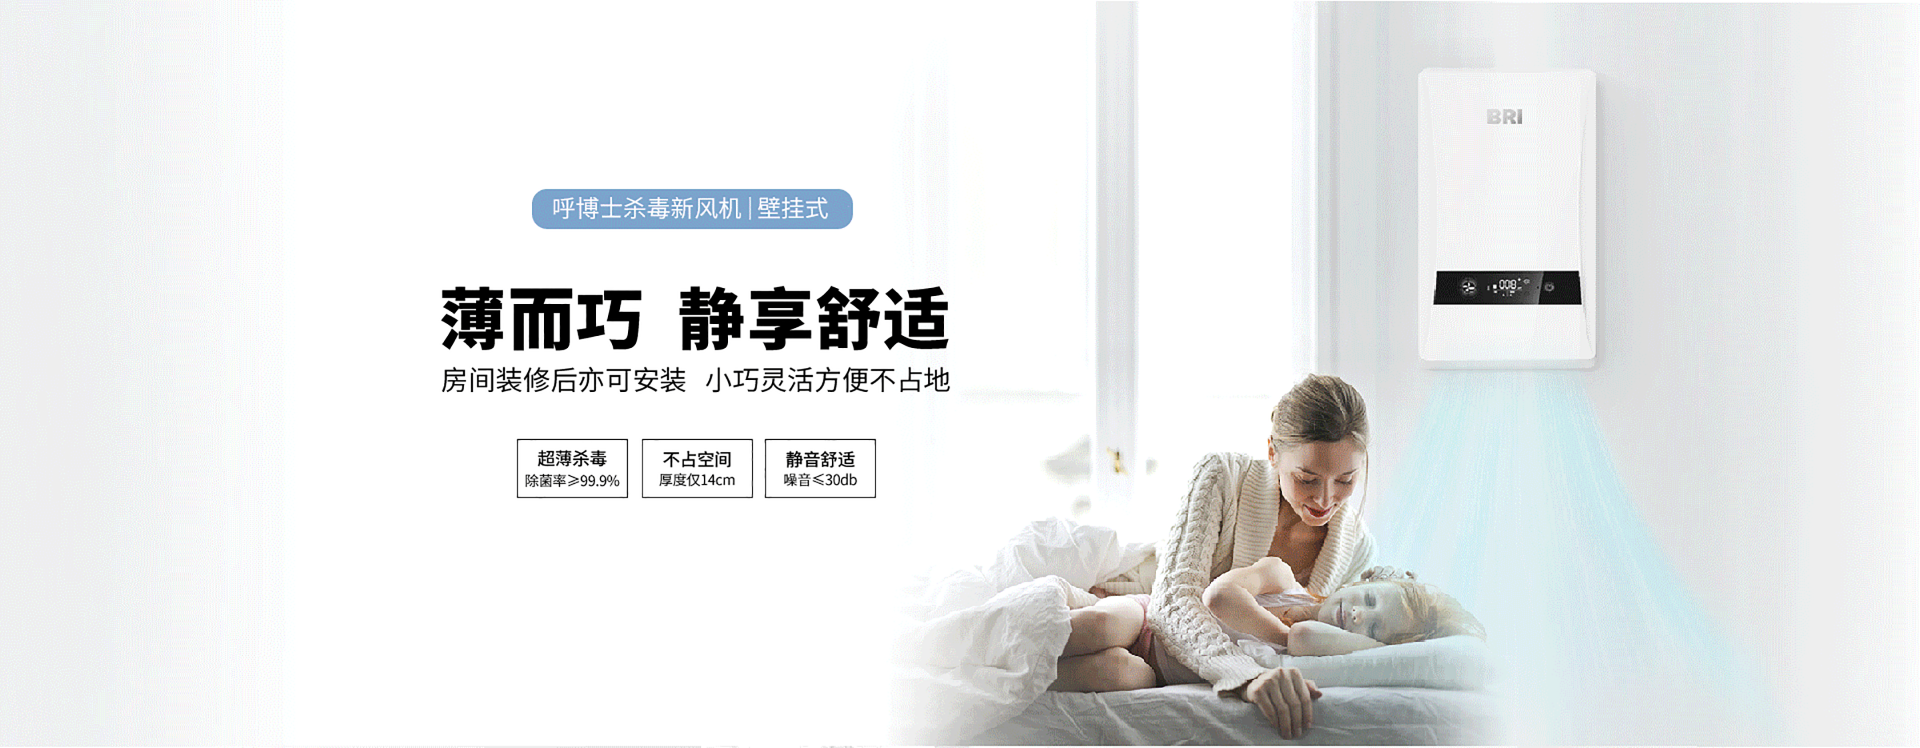 呼博士杀毒新风机|壁挂式
薄而巧 静享舒适
房间装修后亦可安装 小巧灵活方便不占地
超薄杀毒
除菌率≥99.9%
不占空间
厚度仅14cm
静音舒适
噪音≤30db
BRI
008